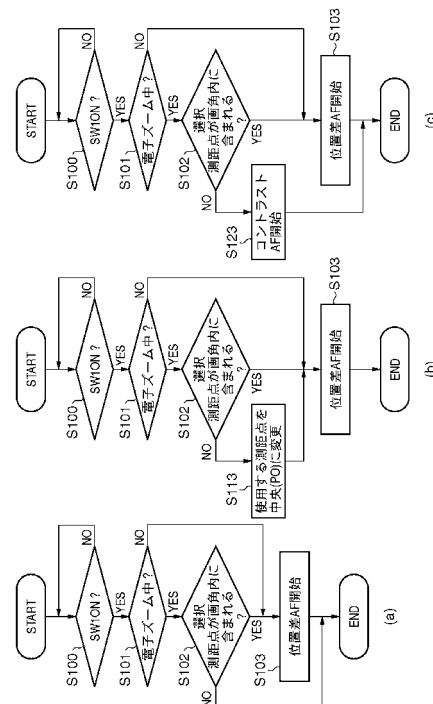 START
S100
SW1ON?
NO
YES
S101
電子ズーム中?
NO
YES
S102
選択
測距点が画角内に
含まれる
?
NO
YES
S103
位置差AF開始
END
(a)
START
S100
SW1ON?
NO
YES
S101
電子ズーム中?
NO
YES
S102
選択
測距点が画角内に
含まれる
?
NO
YES
S113
使用する測距点を
中央(P0)に変更
S103
位置差AF開始
END
(b)
START
S100
SW1ON?
NO
YES
S101
電子ズーム中?
NO
YES
S102
選択
測距点が画角内に
含まれる
?
NO
YES
S123
コントラスト
AF開始
S103
位置差AF開始
END
(c)